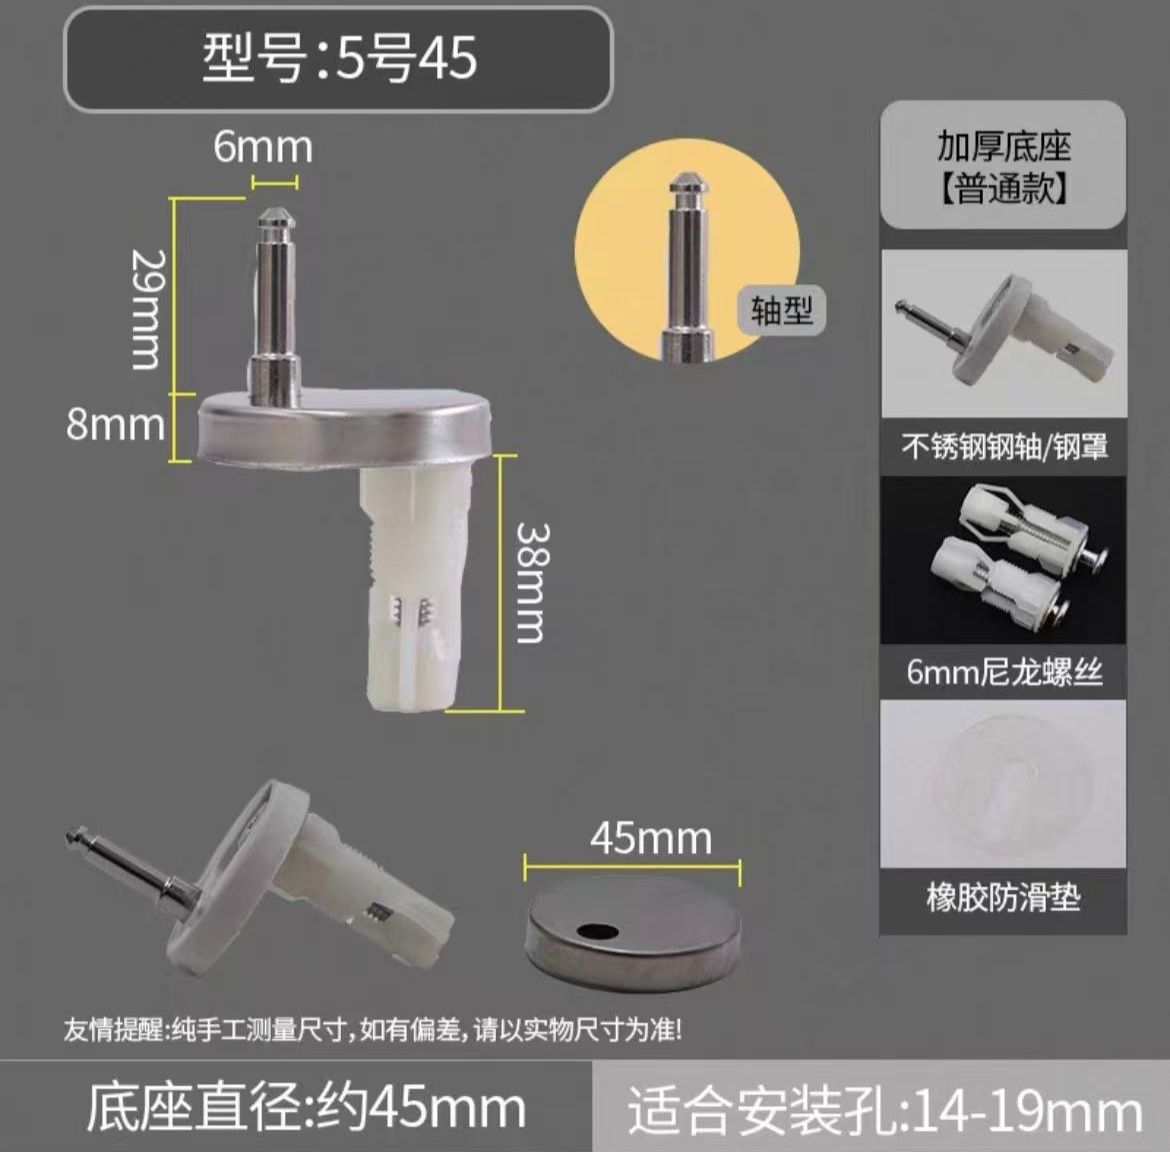 型号:5号45
6mm
29mm
8mm
38mm
轴型
加厚底座
【普通款】
不锈钢钢轴/钢罩
6mm尼龙螺丝
橡胶防滑垫
45mm
友情提醒:纯手工测量尺寸,如有偏差,请以实物尺寸为准!
底座直径:约45mm
适合安装孔:14-19mm